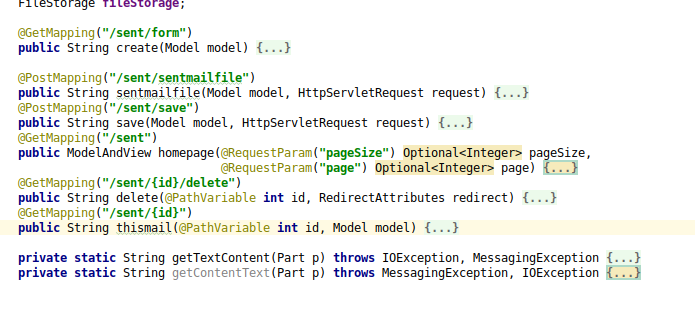 FileStorage fileStorage;
@GetMapping("/sent/form")
public String create(Model model) {...}
@PostMapping("/sent/sentmailfile")
public String sentmailfile(Model model, HttpServletRequest request) {...}
@PostMapping("/sent/save")
public String save(Model model, HttpServletRequest request) {...}
@GetMapping("/sent")
public ModelAndView homepage(@RequestParam("pageSize") Optional<Integer> pageSize,
@RequestParam("page") Optional<Integer> page) {...}
@GetMapping("/sent/{id}/delete")
public String delete(@PathVariable int id, RedirectAttributes redirect) {...}
@GetMapping("/sent/{id}")
public String thismail(@PathVariable int id, Model model) {...}
private static String getTextContent(Part p) throws IOException, MessagingException {...}
private static String getContentText(Part p) throws MessagingException, IOException {...}